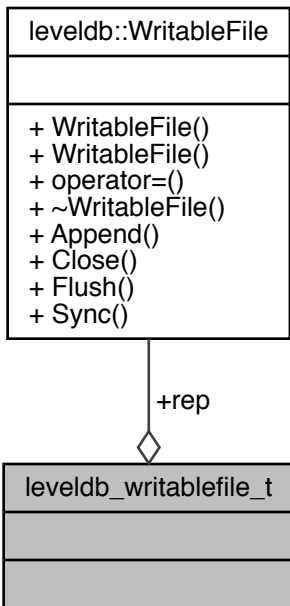 leveldb::WritableFile
+ WritableFile()
+ WritableFile()
+ operator=()
+ ~WritableFile()
+ Append()
+ Close()
+ Flush()
+ Sync()
+rep
leveldb_writablefile_t